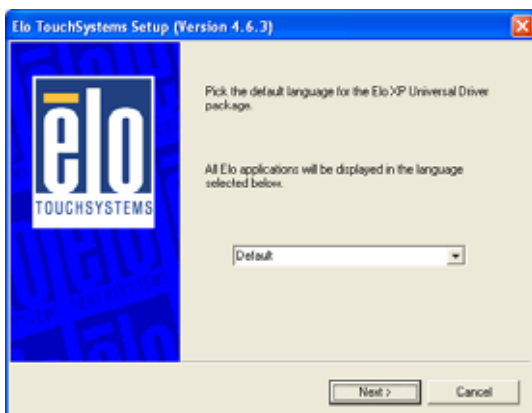 Elo TouchSystems Setup (Version 4.6.3)
Pick the default language for the Elo XP Universal Driver
package.
All Elo applications will be displayed in the language
selected below.
ēlo
TOUCHSYSTEMS
Default
Next >
Cancel